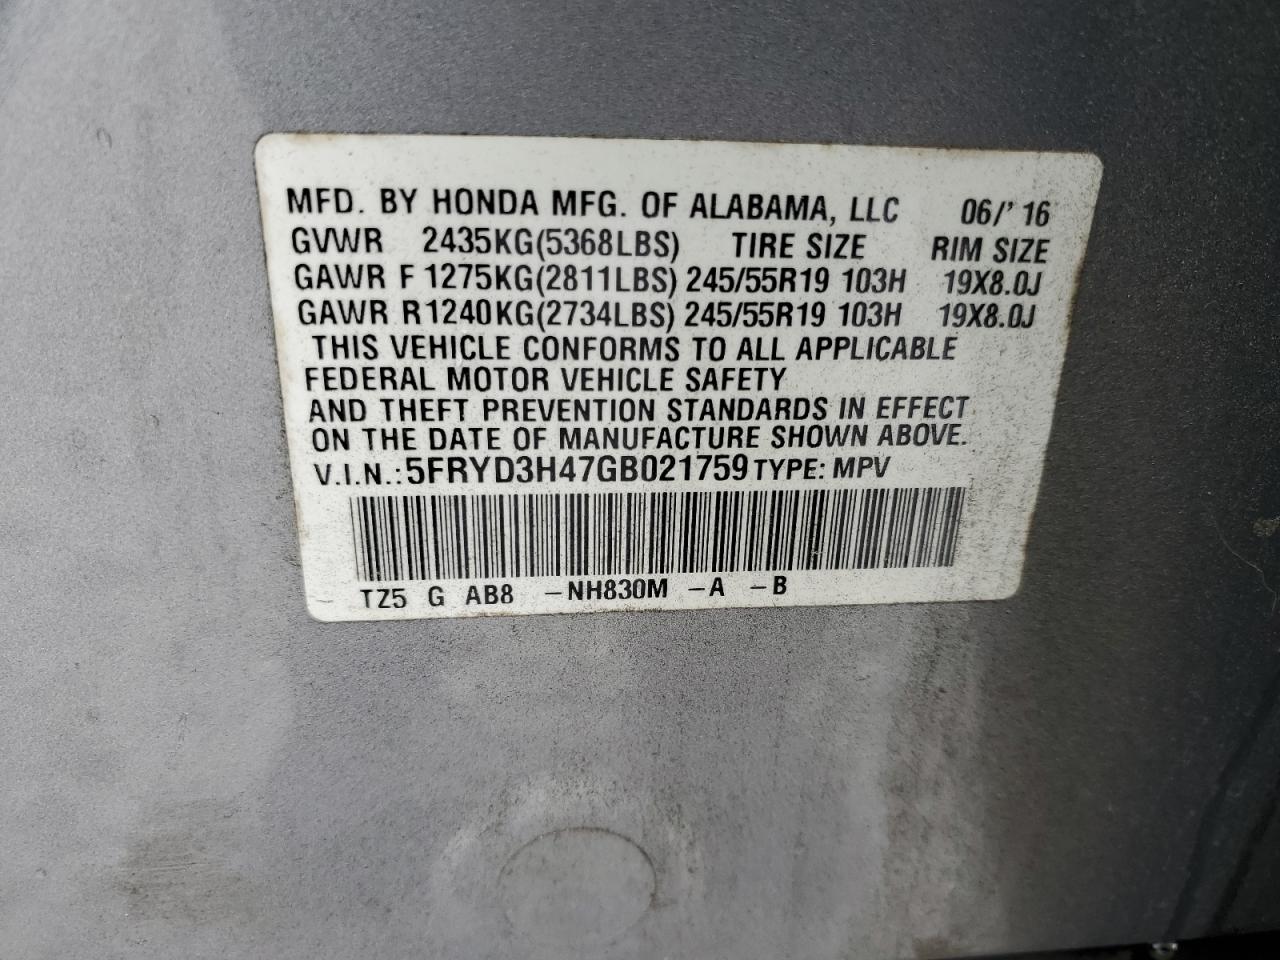 MFD. BY HONDA MFG. OF ALABAMA, LLC 06/' 16
GVWR 2435KG(5368LBS) TIRE SIZE RIM SIZE
GAWR F 1275KG(2811LBS) 245/55R19 103H 19X8.0J
GAWR R1240KG(2734LBS) 245/55R19 103H 19X8.0J
THIS VEHICLE CONFORMS TO ALL APPLICABLE
FEDERAL MOTOR VEHICLE SAFETY
AND THEFT PREVENTION STANDARDS IN EFFECT
ON THE DATE OF MANUFACTURE SHOWN ABOVE.
V.I.N.:5FRYD3H47GB021759 TYPE: MPV
TZ5 G AB8 –NH830M –A –B